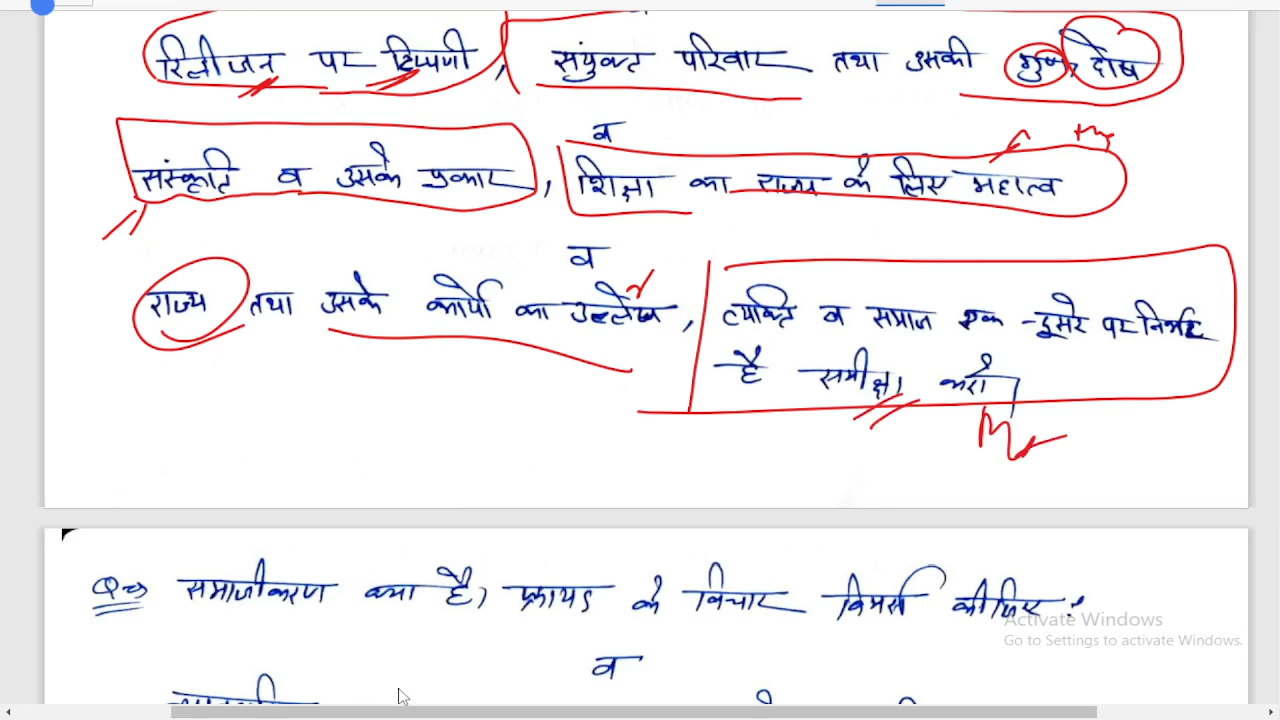 रिलीजन पर टिप्पणी, संयुक्त परिवार तथा उसकी गुण, दोष
व
संस्कृति व उसके प्रकार, शिक्षा का राज्य के लिए महात्व
व
राज्य तथा उसके कार्यो का उल्लेख, व्यक्ति व समाज एक-दूसरे पर निर्भर
है समीक्षा करो
Q=> समाजीकरण क्या है, फ्रायड के विचार विमर्स कीजिए :
Activate Windows
Go to Settings to activate Windows.
व